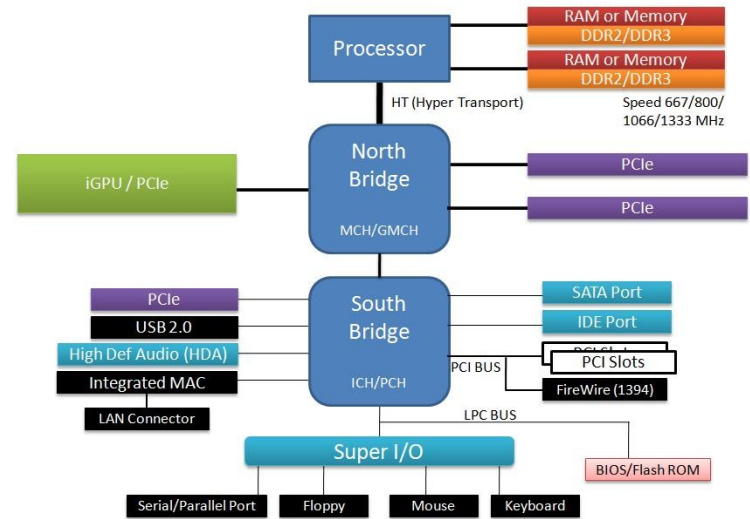 Processor
RAM or Memory
DDR2/DDR3
RAM or Memory
DDR2/DDR3
HT (Hyper Transport)
Speed 667/800/
1066/1333 MHz
North
Bridge
MCH/GMCH
iGPU / PCIe
PCIe
PCIe
South
Bridge
ICH/PCH
PCIe
USB 2.0
High Def Audio (HDA)
Integrated MAC
LAN Connector
SATA Port
IDE Port
PCI BUS
PCI Slots
PCI Slots
FireWire (1394)
LPC BUS
Super I/O
BIOS/Flash ROM
Serial/Parallel Port
Floppy
Mouse
Keyboard